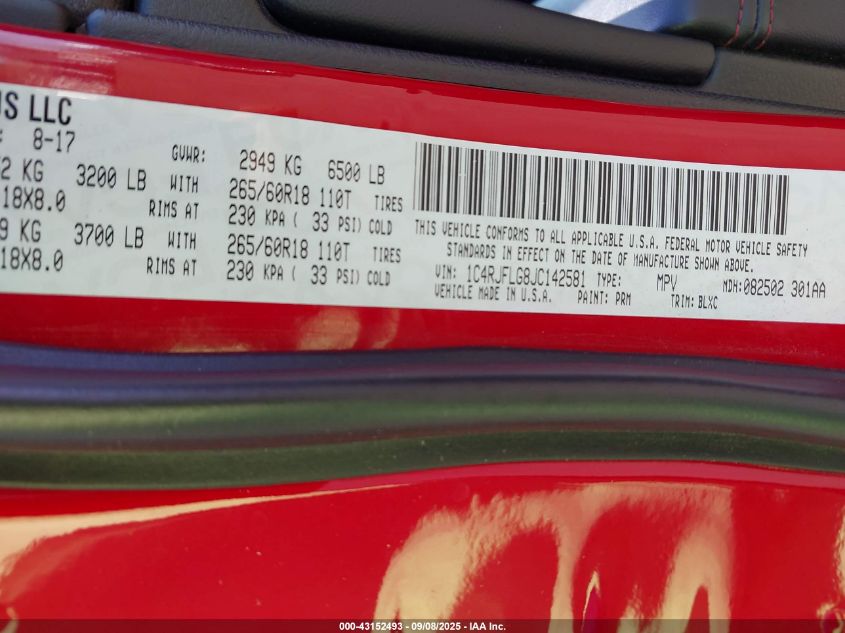 US LLC
8-17
GVWR: 2949 KG 6500 LB
2 KG 3200 LB WITH 265/60R18 110T TIRES
18X8.0 RIMS AT 230 KPA ( 33 PSI) COLD
9 KG 3700 LB WITH 265/60R18 110T TIRES
18X8.0 RIMS AT 230 KPA ( 33 PSI) COLD
THIS VEHICLE CONFORMS TO ALL APPLICABLE U.S.A. FEDERAL MOTOR VEHICLE SAFETY
STANDARDS IN EFFECT ON THE DATE OF MANUFACTURE SHOWN ABOVE.
VIN: 1C4RJFLG8JC142581 TYPE: MPV MDH:082502 301AA
VEHICLE MADE IN U.S.A. PAINT: PRM TRIM: BLXC
000-43152493 - 09/08/2025 - IAA Inc.